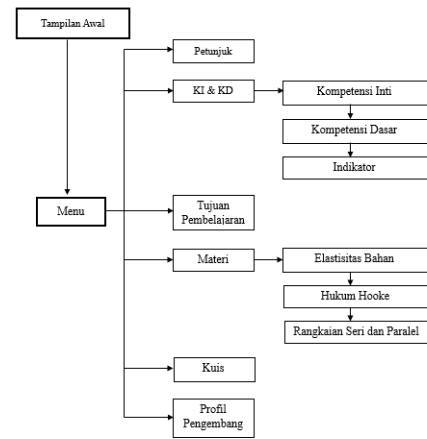 Tampilan Awal
Petunjuk
KI & KD
Kompetensi Inti
Kompetensi Dasar
Indikator
Menu
Tujuan
Pembelajaran
Materi
Elastisitas Bahan
Hukum Hooke
Rangkaian Seri dan Paralel
Kuis
Profil
Pengembang